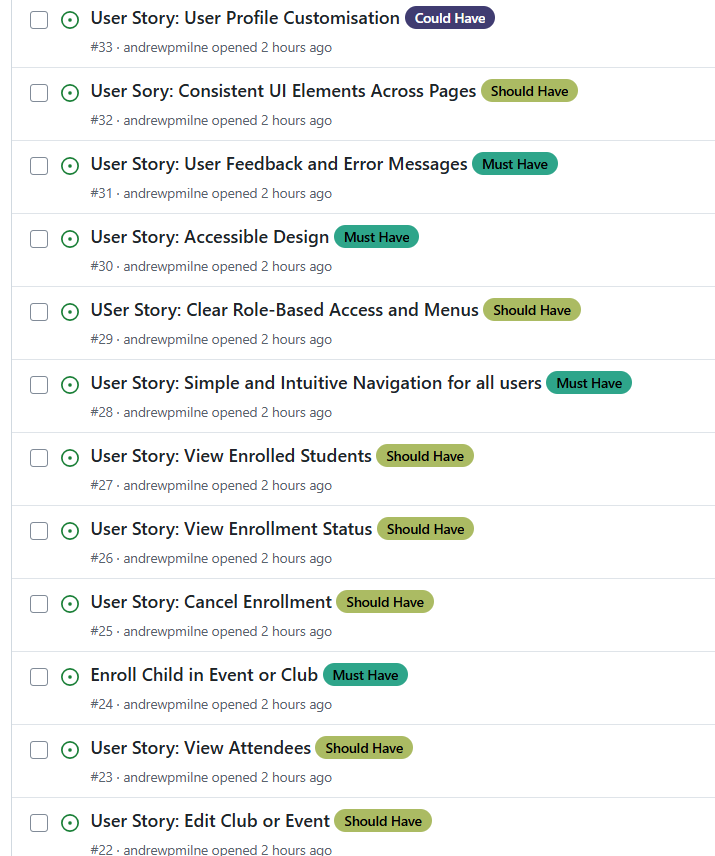 User Story: User Profile Customisation Could Have
#33 · andrewpmilne opened 2 hours ago
User Sory: Consistent UI Elements Across Pages Should Have
#32 · andrewpmilne opened 2 hours ago
User Story: User Feedback and Error Messages Must Have
#31 · andrewpmilne opened 2 hours ago
User Story: Accessible Design Must Have
#30 · andrewpmilne opened 2 hours ago
USer Story: Clear Role-Based Access and Menus Should Have
#29 · andrewpmilne opened 2 hours ago
User Story: Simple and Intuitive Navigation for all users Must Have
#28 · andrewpmilne opened 2 hours ago
User Story: View Enrolled Students Should Have
#27 · andrewpmilne opened 2 hours ago
User Story: View Enrollment Status Should Have
#26 · andrewpmilne opened 2 hours ago
User Story: Cancel Enrollment Should Have
#25 · andrewpmilne opened 2 hours ago
Enroll Child in Event or Club Must Have
#24 · andrewpmilne opened 2 hours ago
User Story: View Attendees Should Have
#23 · andrewpmilne opened 2 hours ago
User Story: Edit Club or Event Should Have
#22 · andrewpmilne opened 2 hours ago